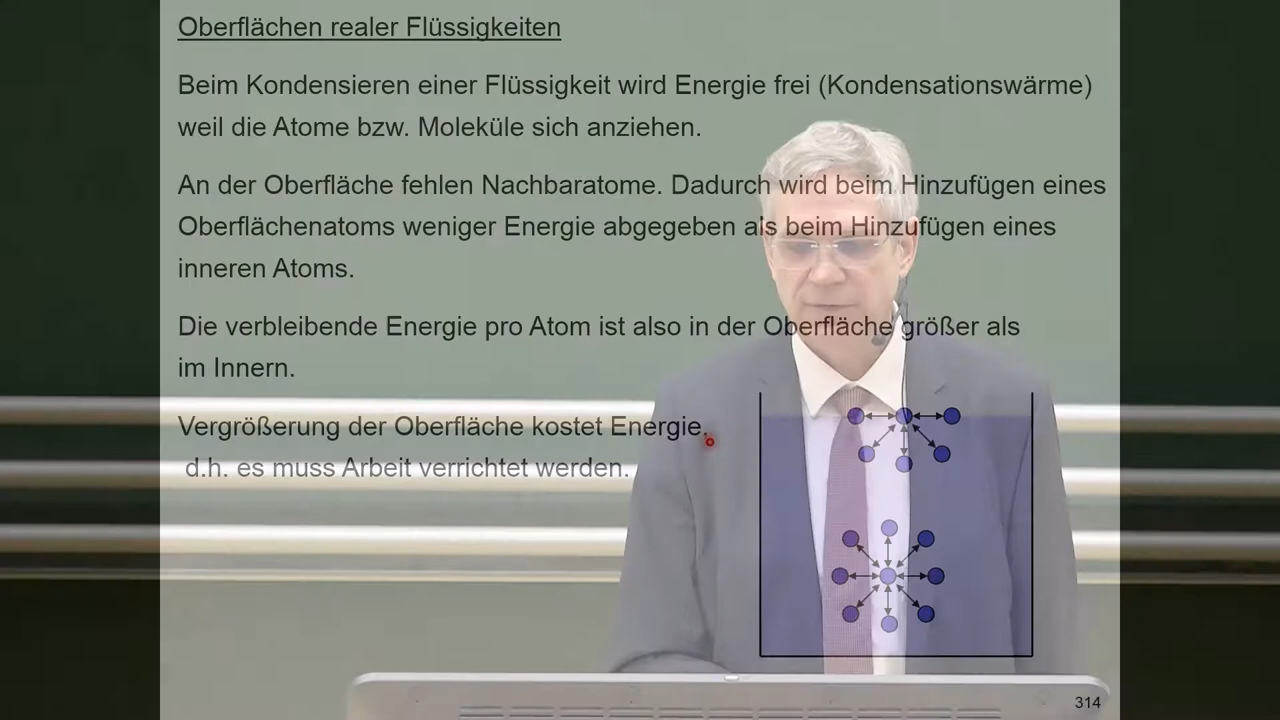 Oberflächen realer Flüssigkeiten
Beim Kondensieren einer Flüssigkeit wird Energie frei (Kondensationswärme)
weil die Atome bzw. Moleküle sich anziehen.
An der Oberfläche fehlen Nachbaratome. Dadurch wird beim Hinzufügen eines
Oberflächenatoms weniger Energie abgegeben als beim Hinzufügen eines
inneren Atoms.
Die verbleibende Energie pro Atom ist also in der Oberfläche größer als
im Innern.
Vergrößerung der Oberfläche kostet Energie.
d.h. es muss Arbeit verrichtet werden.
314